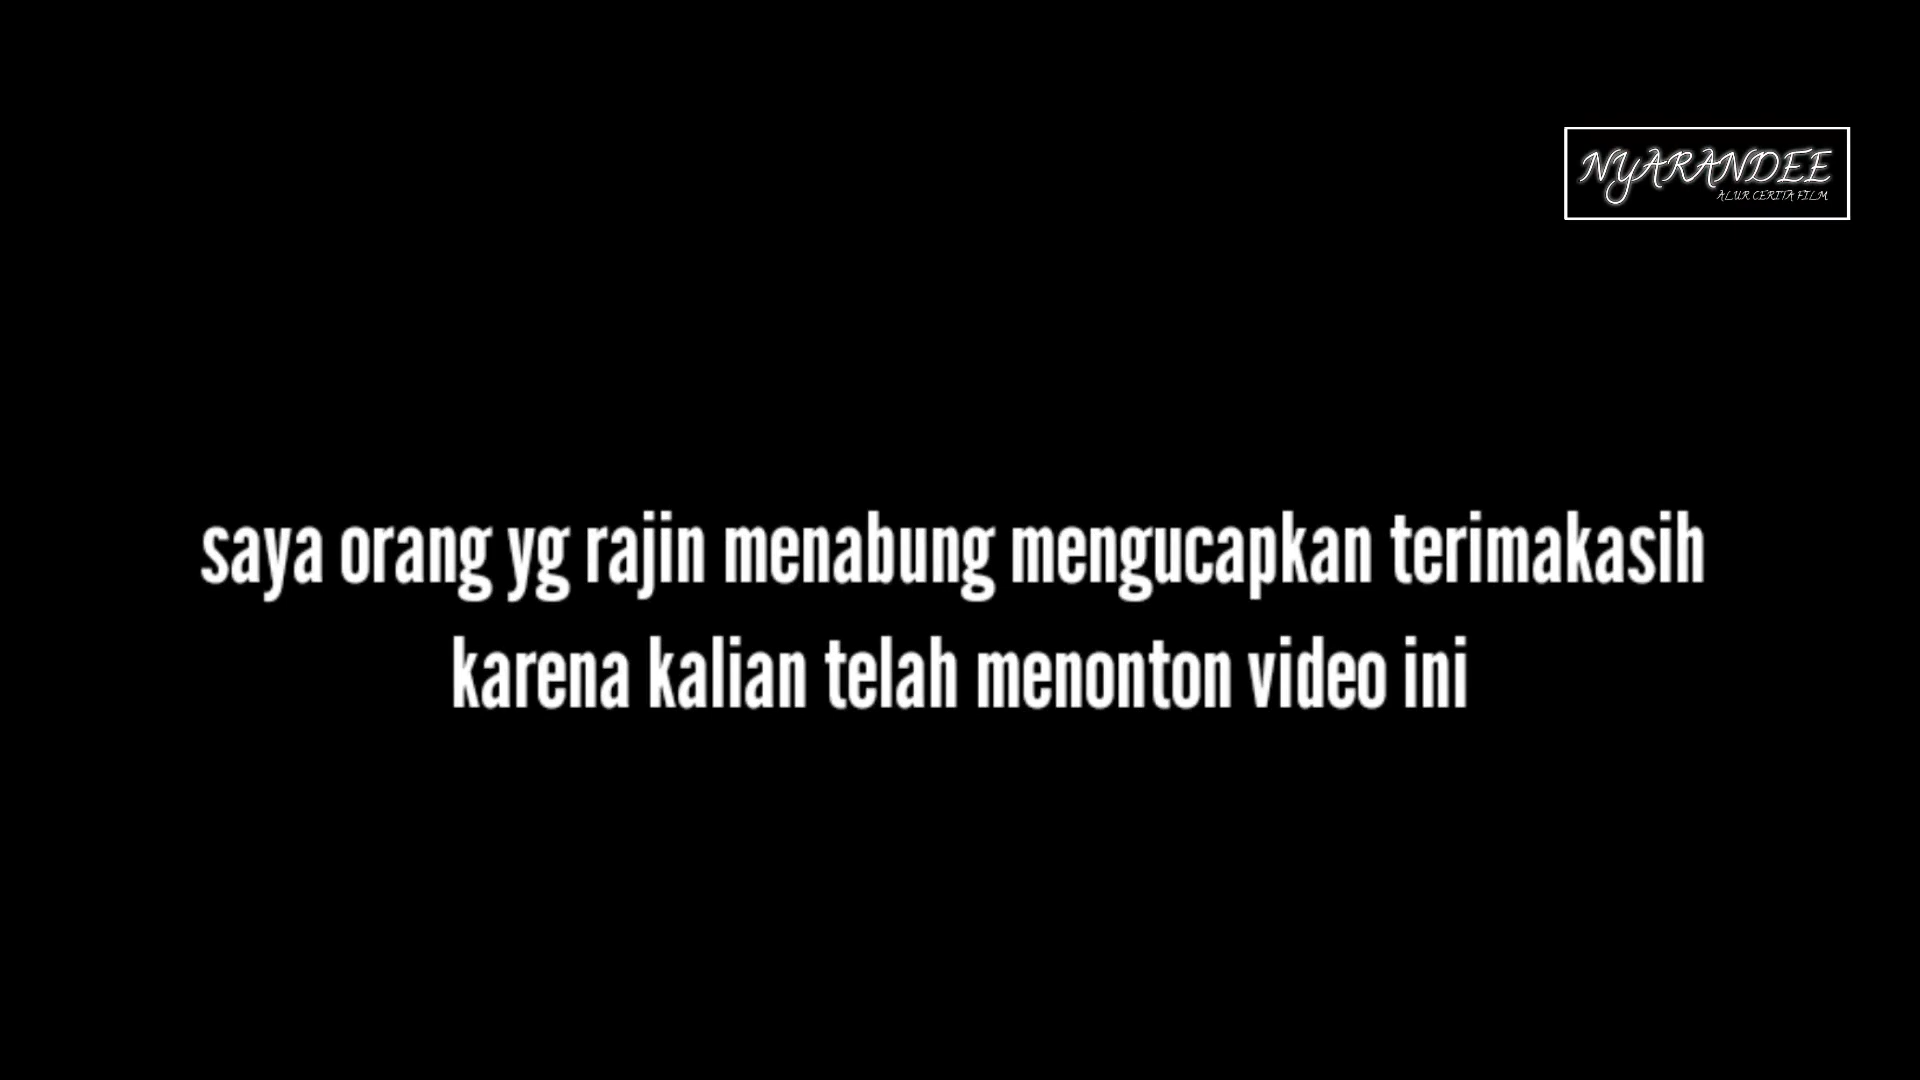 NYARANDEE
ALUR CERITA FILM
saya orang yg rajin menabung mengucapkan terimakasih
karena kalian telah menonton video ini